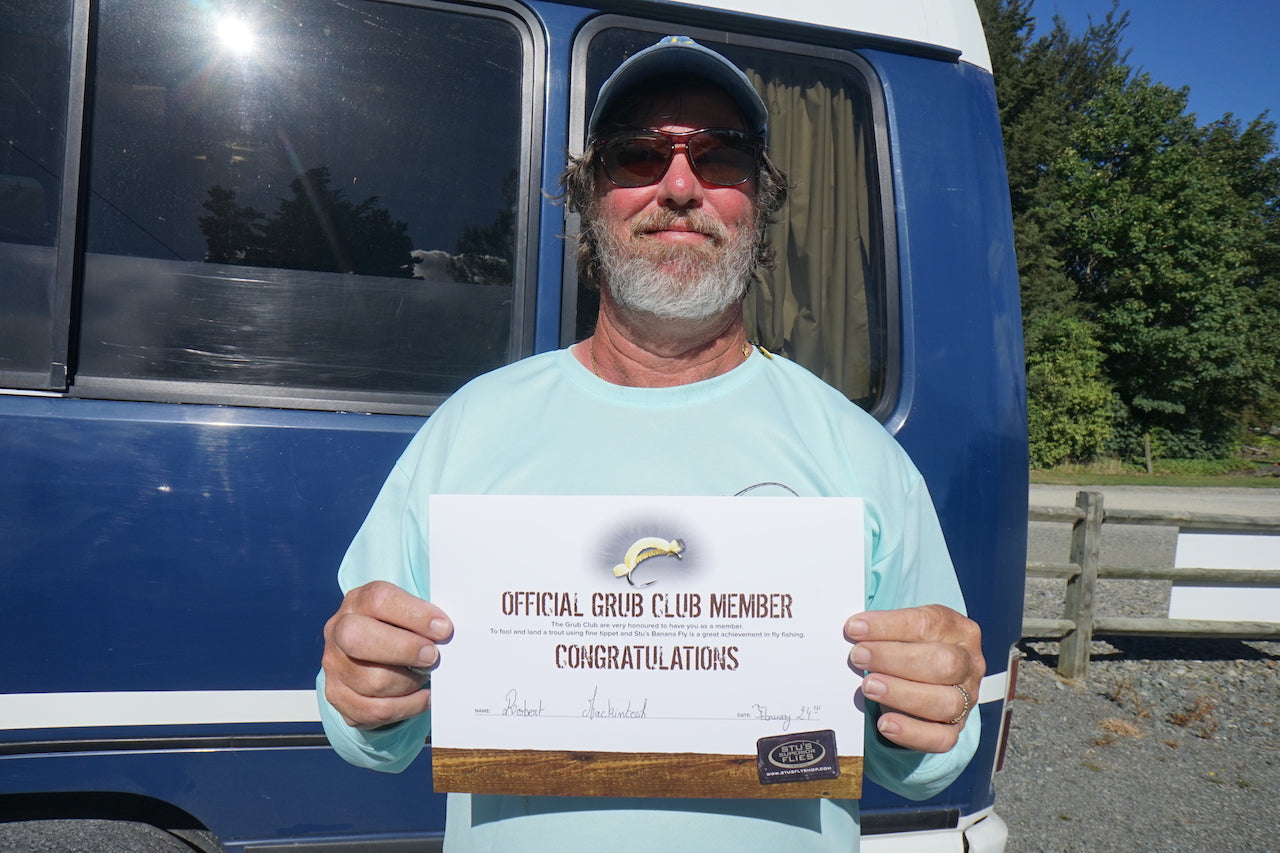 OFFICIAL GRUB CLUB MEMBER
The Grub Club are very honoured to have you as a member.
To fool and land a trout using fine tippet and Stu's Banana Fly is a great achievement in fly fishing.
CONGRATULATIONS
NAME: Robert Mackintosh DATE: February 24TH
STU'S
SUPERIOR
FLIES
WWW.STUSFLYSHOP.COM